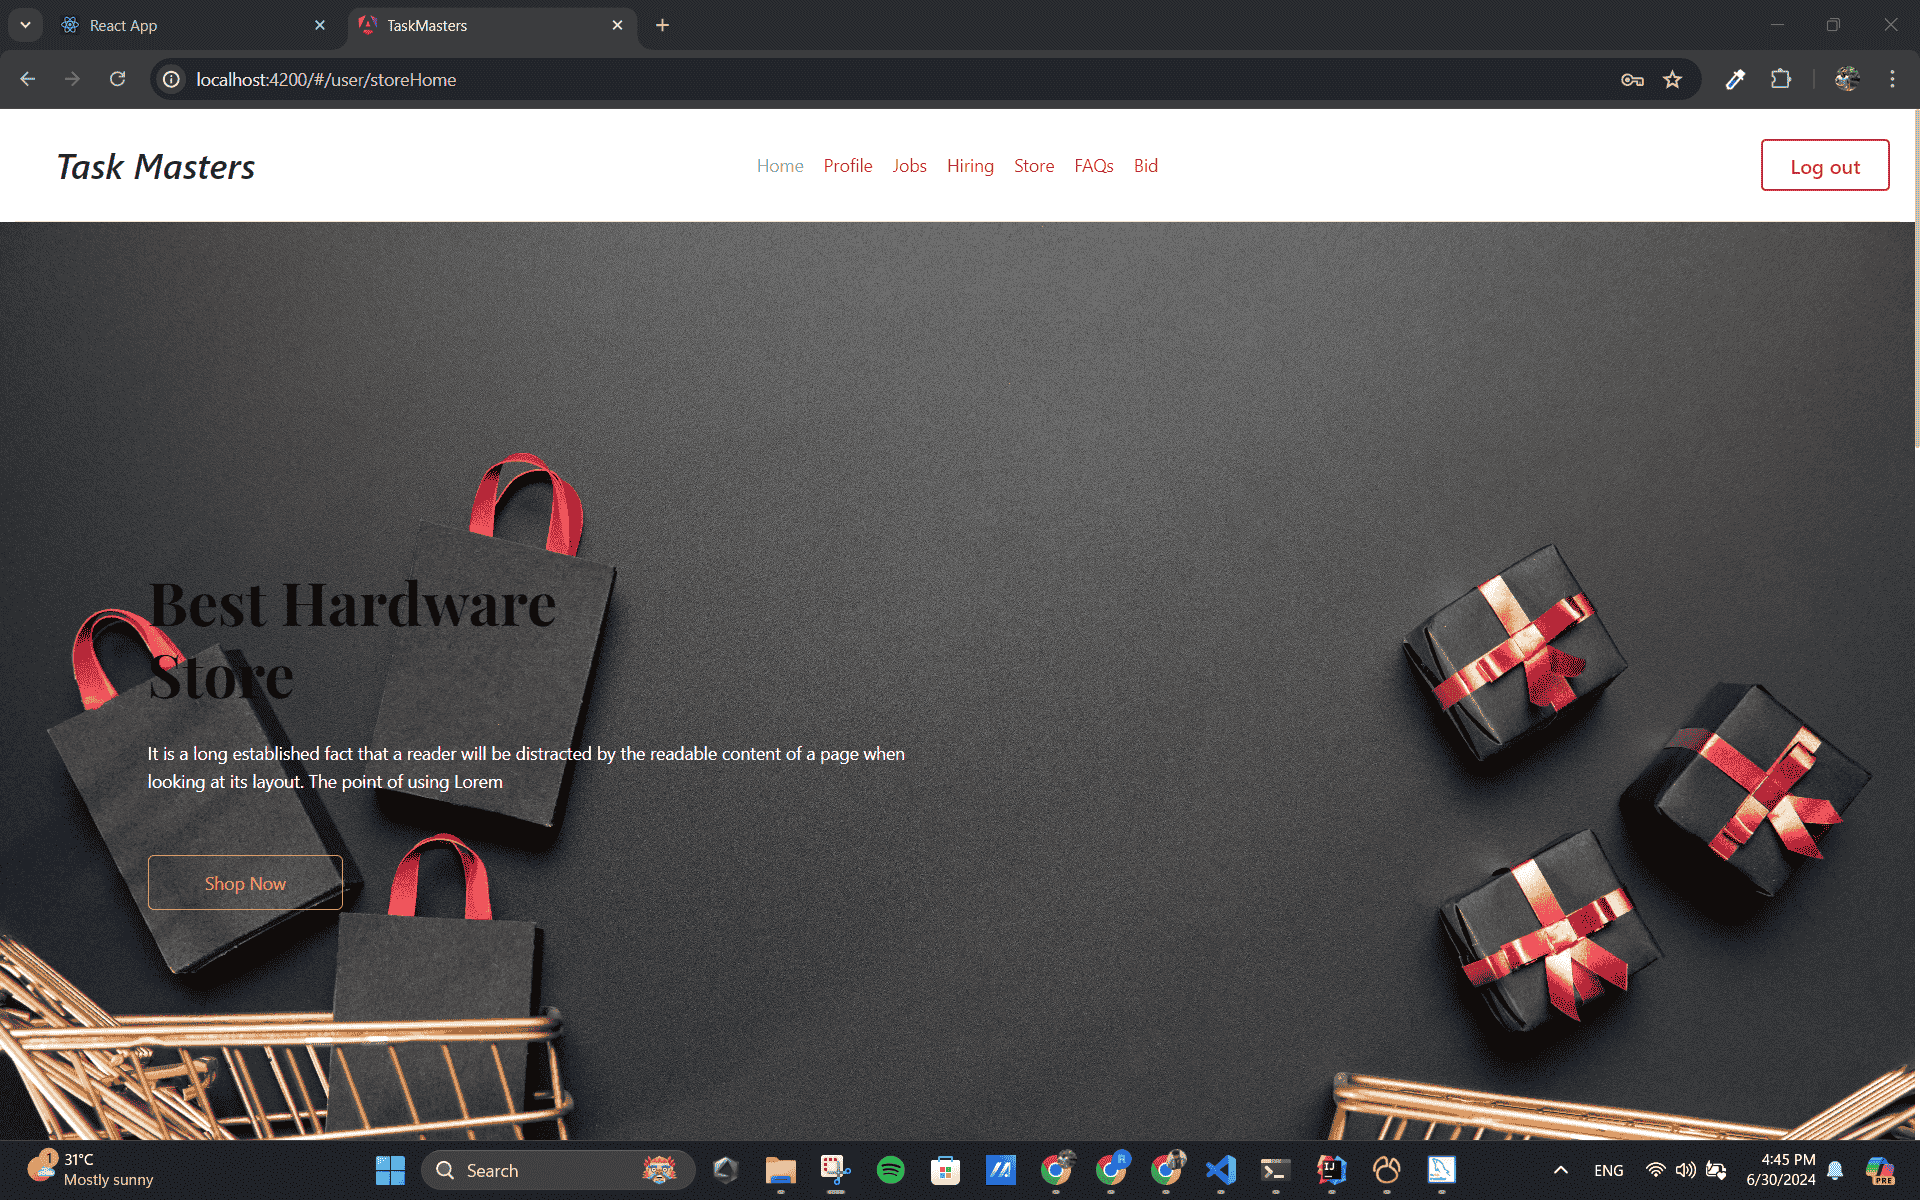 React App
TaskMasters
localhost:4200/#/user/storeHome
Task Masters
Home Profile Jobs Hiring Store FAQs Bid
Log out
Best Hardware
Store
It is a long established fact that a reader will be distracted by the readable content of a page when
looking at its layout. The point of using Lorem
Shop Now
1
31°C
Mostly sunny
Search
R
IJ
PRE
ENG
4:45 PM
6/30/2024